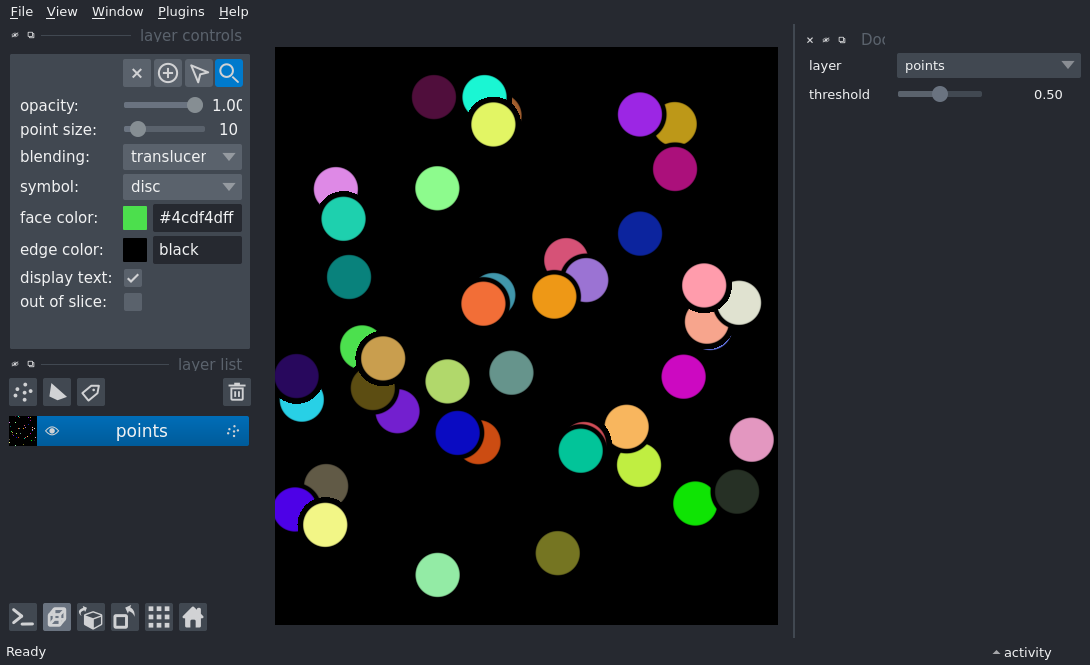 File View Window Plugins Help
layer controls
opacity: 1.00
point size: 10
blending: translucer
symbol: disc
face color: #4cdf4dff
edge color: black
display text:
out of slice:
layer list
points
Ready
Doc
layer points
threshold 0.50
activity